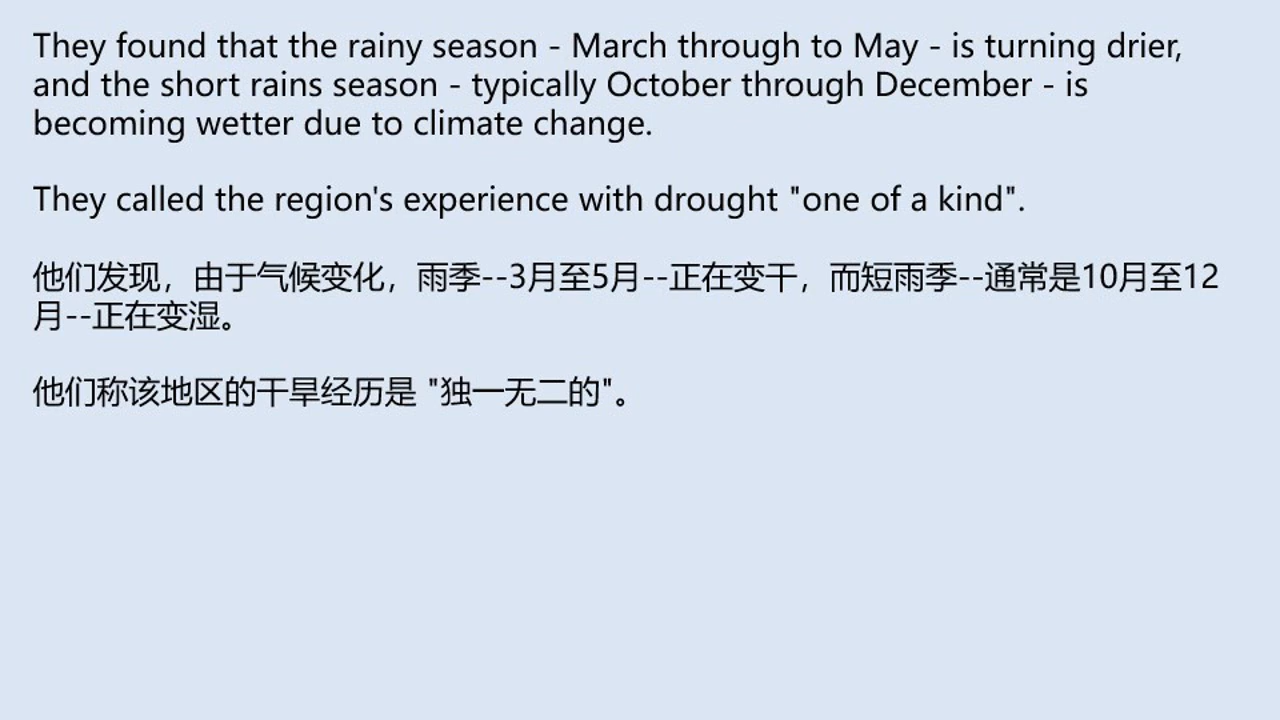 They found that the rainy season - March through to May - is turning drier,
and the short rains season - typically October through December - is
becoming wetter due to climate change.
They called the region's experience with drought "one of a kind".
他们发现，由于气候变化，雨季--3月至5月--正在变干，而短雨季--通常是10月至12
月--正在变湿。
他们称该地区的干旱经历是 "独一无二的"。